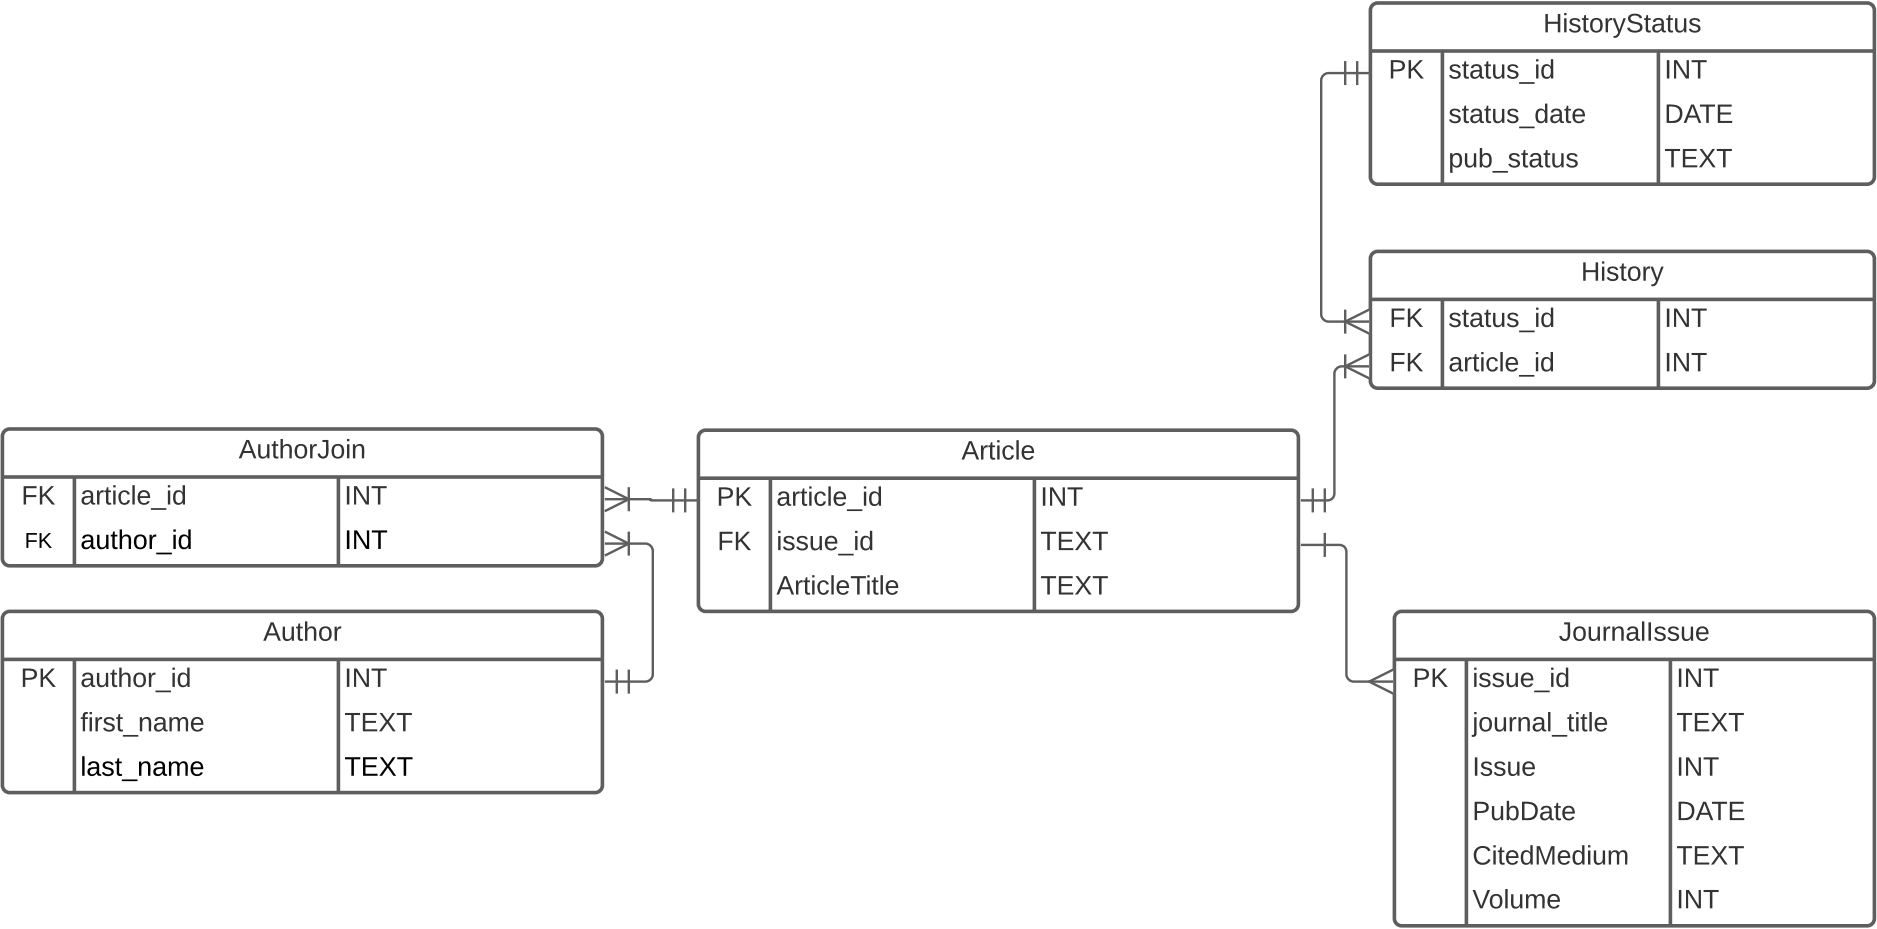 HistoryStatus
PK status_id INT
status_date DATE
pub_status TEXT
History
FK status_id INT
FK article_id INT
AuthorJoin
FK article_id INT
FK author_id INT
Article
PK article_id INT
FK issue_id TEXT
ArticleTitle TEXT
Author
PK author_id INT
first_name TEXT
last_name TEXT
JournalIssue
PK issue_id INT
journal_title TEXT
Issue INT
PubDate DATE
CitedMedium TEXT
Volume INT